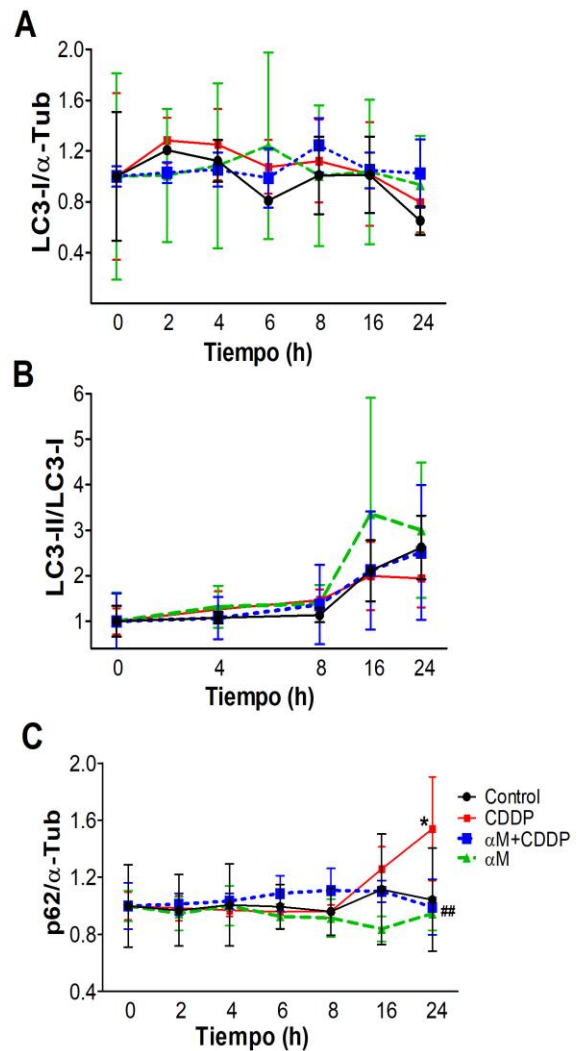 A
LC3-I/α-Tub
2.0
1.6
1.2
0.8
0.4
0 2 4 6 8 16 24
Tiempo (h)
B
LC3-II/LC3-I
6
5
4
3
2
1
0 4 8 16 24
Tiempo (h)
C
p62/α-Tub
2.0
1.6
1.2
0.8
0.4
*
##
Control
CDDP
αM+CDDP
αM
0 2 4 6 8 16 24
Tiempo (h)